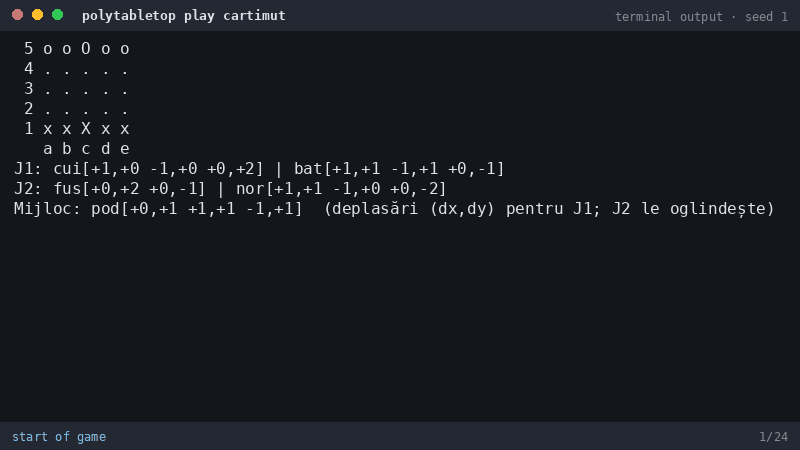 polytabletop play cartimut
terminal output · seed 1
5 o o O o o
4 . . . . .
3 . . . . .
2 . . . . .
1 x x X x x
a b c d e
J1: cui[+1,+0 -1,+0 +0,+2] | bat[+1,+1 -1,+1 +0,-1]
J2: fus[+0,+2 +0,-1] | nor[+1,+1 -1,+0 +0,-2]
Mijloc: pod[+0,+1 +1,+1 -1,+1]  (deplasări (dx,dy) pentru J1; J2 le oglindește)
start of game
1/24